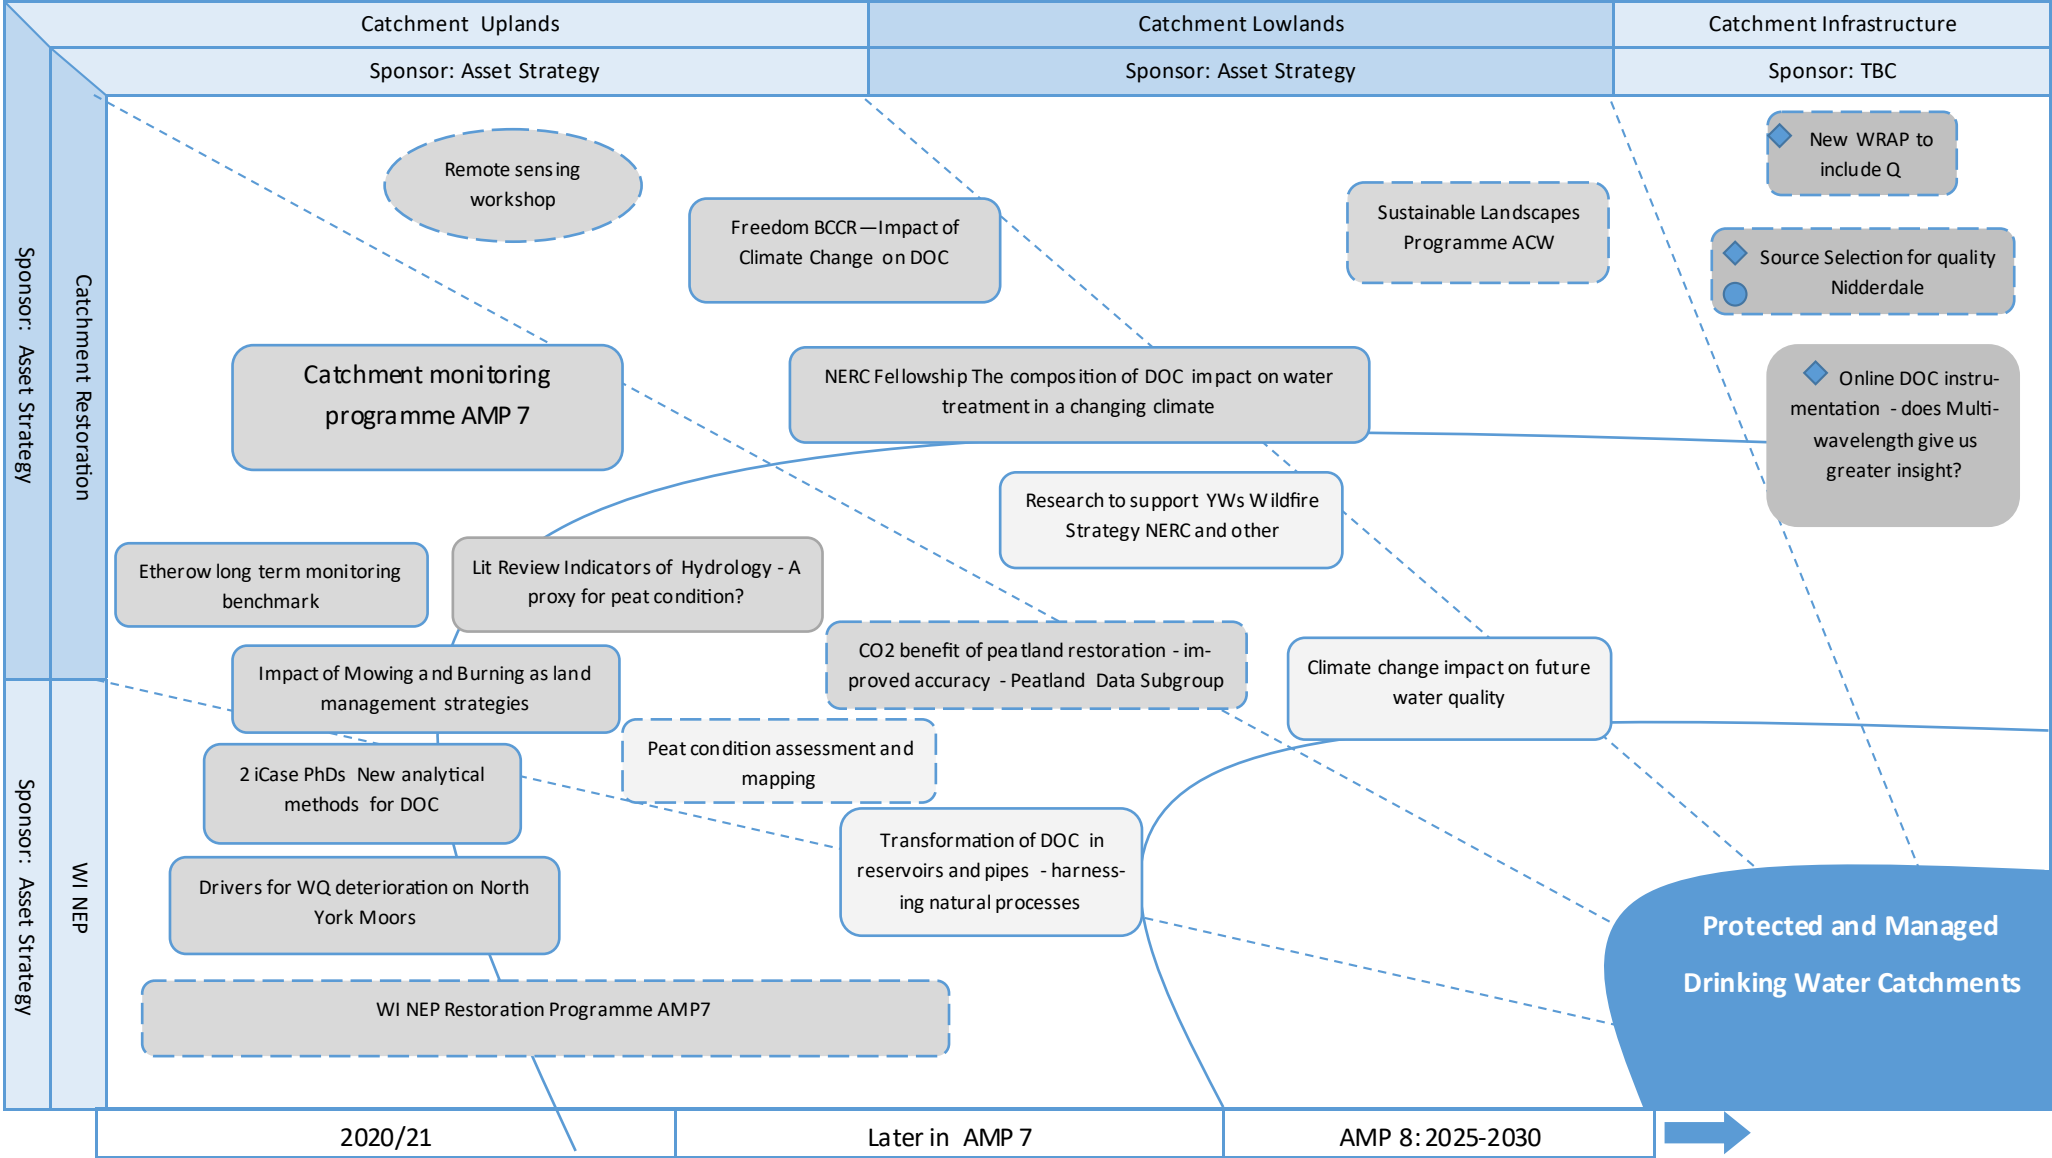 Catchment Uplands
Catchment Lowlands
Catchment Infrastructure
Sponsor: Asset Strategy
Sponsor: Asset Strategy
Sponsor: TBC
Sponsor: Asset Strategy
Catchment Restoration
Sponsor: Asset Strategy
WI NEP
Remote sensing
workshop
Freedom BCCR—Impact of
Climate Change on DOC
Sustainable Landscapes
Programme ACW
New WRAP to
include Q
Source Selection for quality
Nidderdale
Catchment monitoring
programme AMP 7
NERC Fellowship The composition of DOC impact on water
treatment in a changing climate
Online DOC instru-
mentation - does Multi-
wavelength give us
greater insight?
Research to support YWs Wildfire
Strategy NERC and other
Etherow long term monitoring
benchmark
Lit Review Indicators of Hydrology - A
proxy for peat condition?
Impact of Mowing and Burning as land
management strategies
CO2 benefit of peatland restoration - im-
proved accuracy - Peatland Data Subgroup
Climate change impact on future
water quality
2 iCase PhDs New analytical
methods for DOC
Peat condition assessment and
mapping
Transformation of DOC in
reservoirs and pipes - harness-
ing natural processes
Drivers for WQ deterioration on North
York Moors
WI NEP Restoration Programme AMP7
Protected and Managed
Drinking Water Catchments
2020/21
Later in AMP 7
AMP 8: 2025-2030